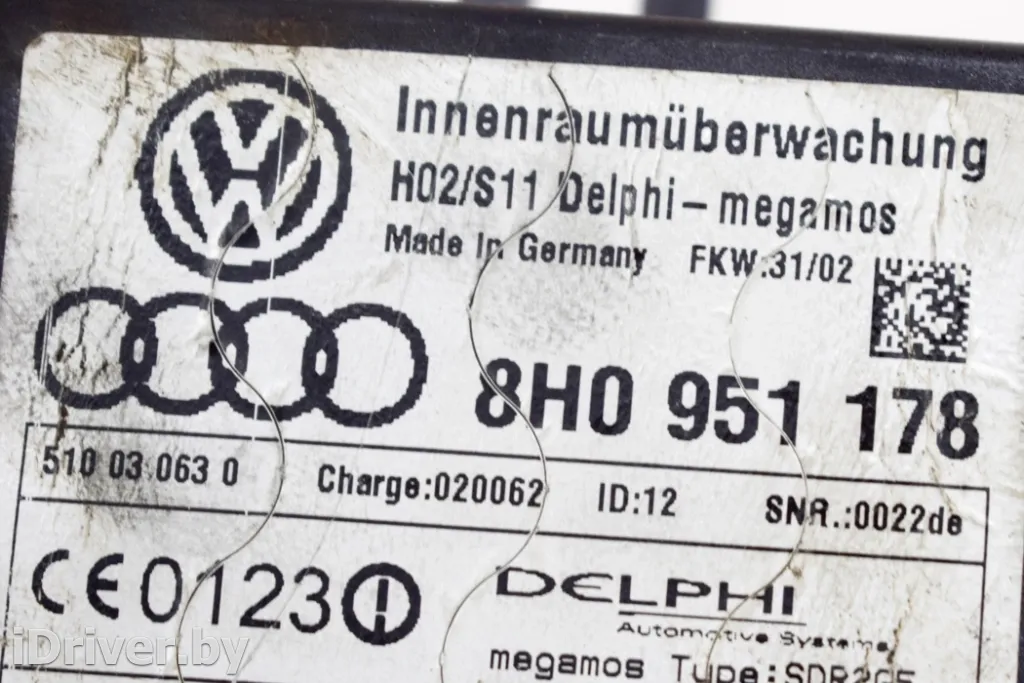 Innenraumüberwachung
H02/S11 Delphi - megamos
Made In Germany FKW:31/02
8H0 951 178
510 03 063 0 Charge:020062 ID:12 SNR.:0022de
CE0123
DELPHI
Automotive Systems
megamos Type:
iDriver.by